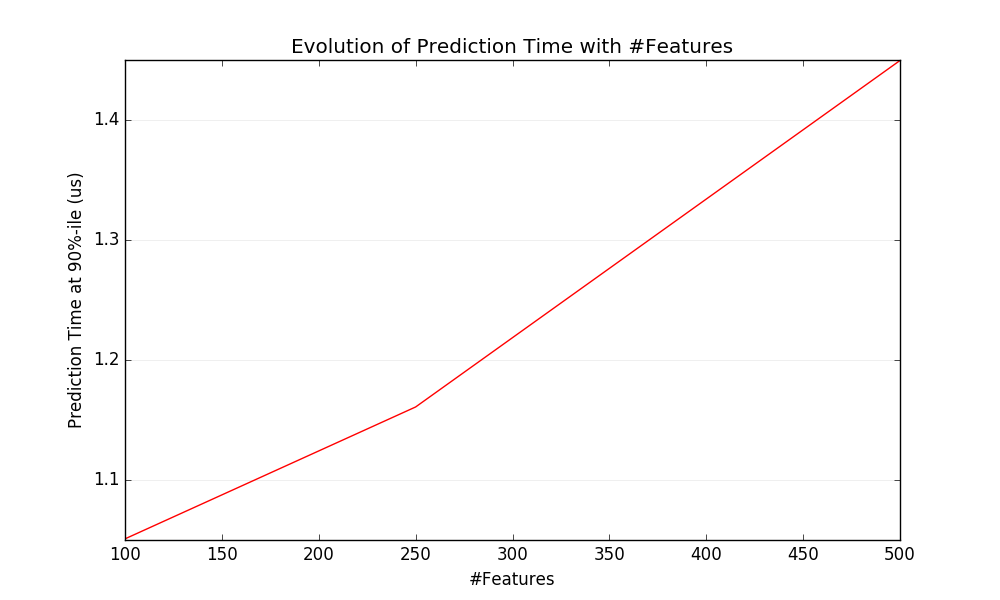 Evolution of Prediction Time with #Features
Prediction Time at 90%-ile (us)
1.4
1.3
1.2
1.1
100 150 200 250 300 350 400 450 500
#Features